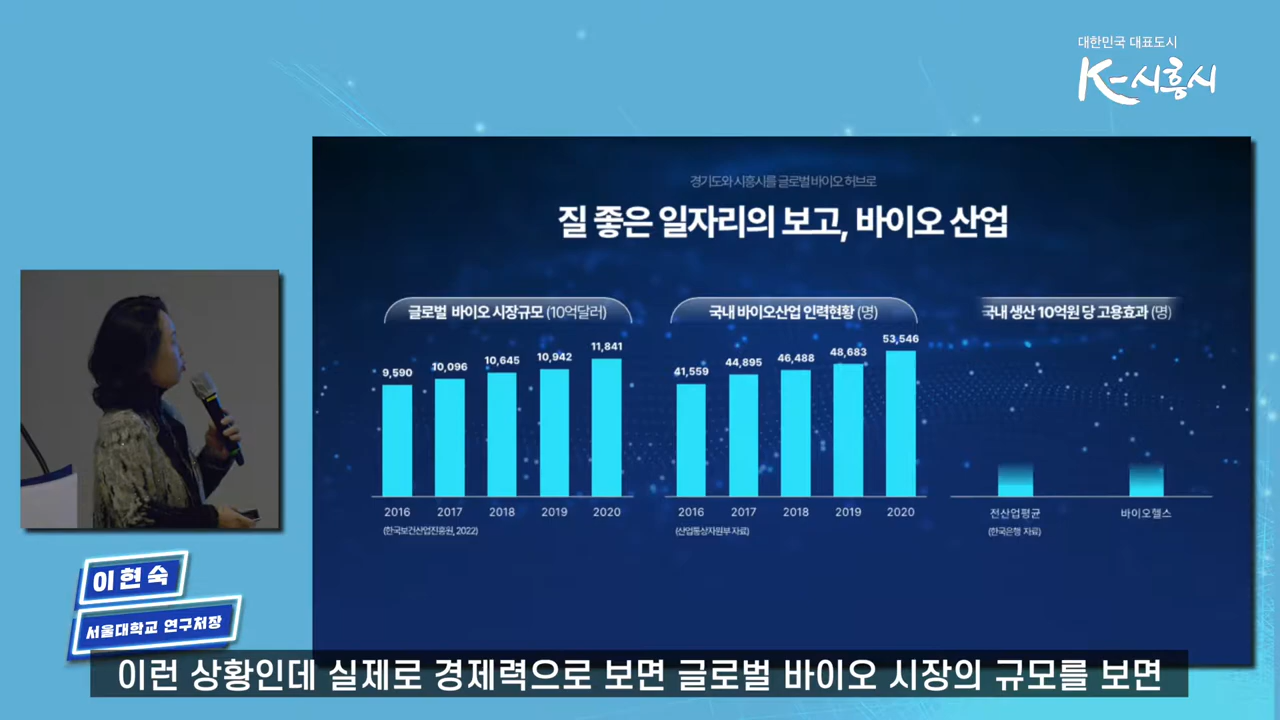 대한민국 대표도시
K-시흥시
경기도와 시흥시를 글로벌 바이오 허브로
질 좋은 일자리의 보고, 바이오 산업
글로벌 바이오 시장규모 (10억달러)
9,590
10,096
10,645
10,942
11,841
2016
2017
2018
2019
2020
(한국보건산업진흥원, 2022)
국내 바이오산업 인력현황 (명)
41,559
44,895
46,488
48,683
53,546
2016
2017
2018
2019
2020
(산업통상자원부 자료)
국내 생산 10억원 당 고용효과 (명)
전산업평균
바이오헬스
(한국은행 자료)
이현숙
서울대학교 연구처장
이런 상황인데 실제로 경제력으로 보면 글로벌 바이오 시장의 규모를 보면